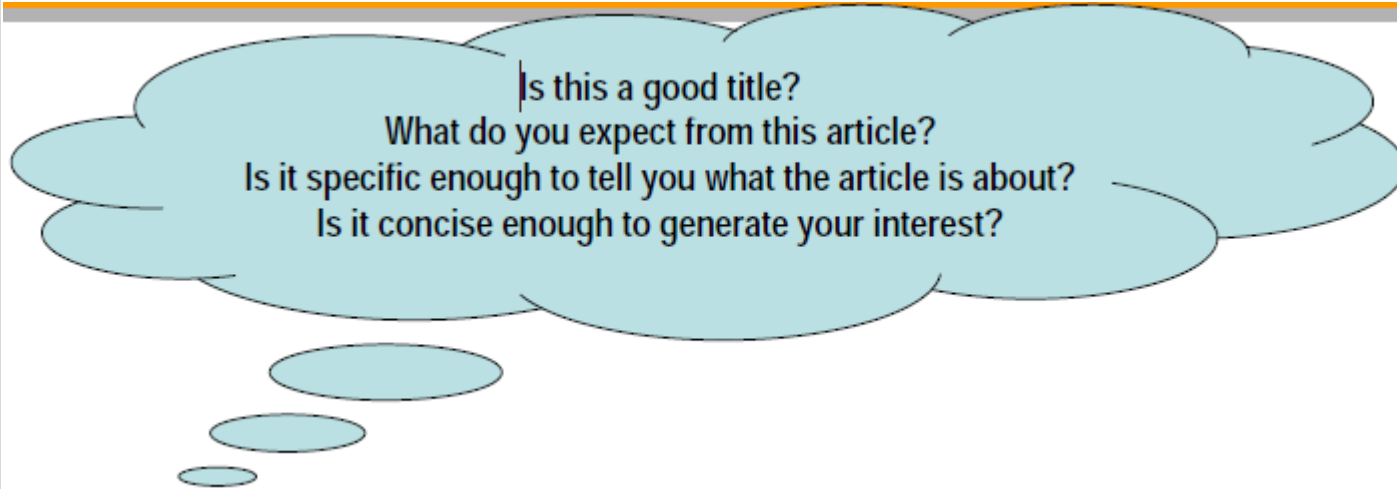 Is this a good title?
What do you expect from this article?
Is it specific enough to tell you what the article is about?
Is it concise enough to generate your interest?